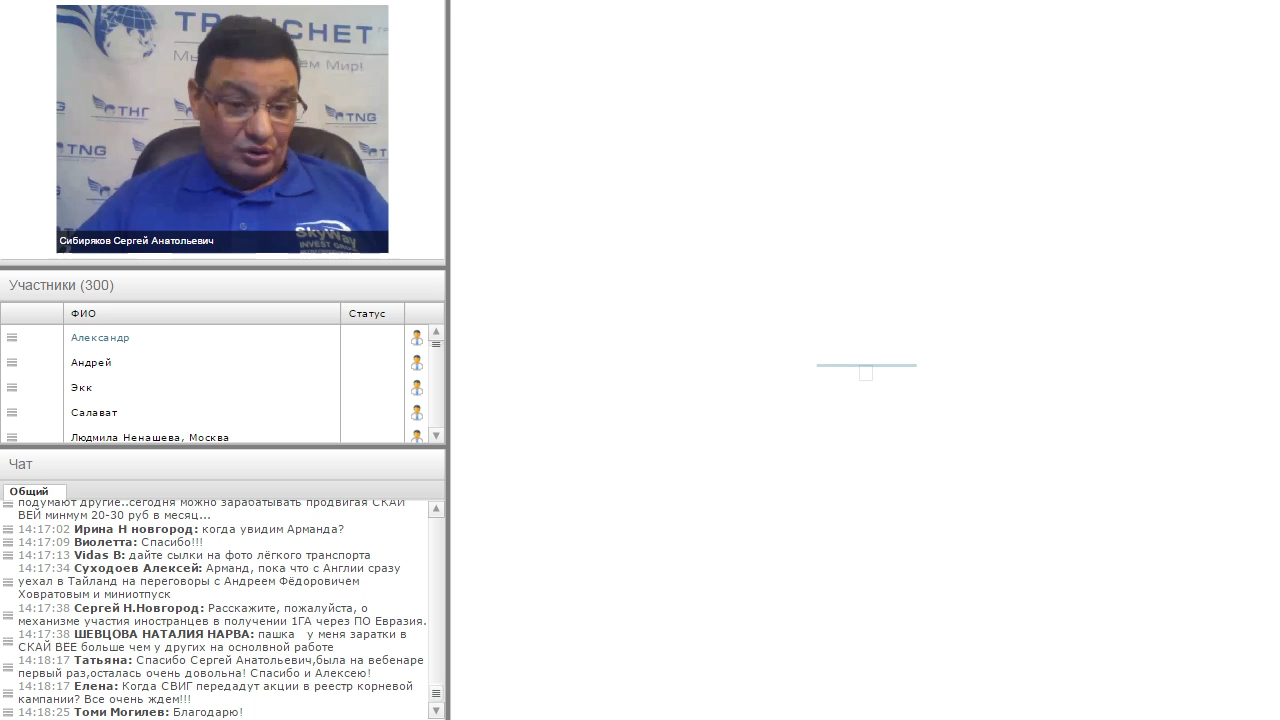 ТРАНСНЕТ
ем Мир!
ТНГ
TNG
TNG
TNG
SkyWay
INVEST GROUP
Сибиряков Сергей Анатольевич
Участники (300)
ФИО Статус
Александр
Андрей
Экк
Салават
Людмила Ненашева, Москва
Чат
Общий
подумают другие..сегодня можно зарабатывать продвигая СКАЙ
ВЕЙ минмум 20-30 руб в месяц...
14:17:02 Ирина Н новгород: когда увидим Арманда?
14:17:09 Виолетта: Спасибо!!!
14:17:13 Vidas B: дайте сылки на фото лёгкого транспорта
14:17:34 Суходоев Алексей: Арманд, пока что с Англии сразу
уехал в Тайланд на переговоры с Андреем Фёдоровичем
Ховратовым и миниотпуск
14:17:38 Сергей Н.Новгород: Расскажите, пожалуйста, о
механизме участия иностранцев в получении 1ГА через ПО Евразия.
14:17:38 ШЕВЦОВА НАТАЛИЯ НАРВА: пашка у меня заратки в
СКАЙ ВЕЕ больше чем у других на оснолвной работе
14:18:17 Татьяна: Спасибо Сергей Анатольевич,была на вебенаре
первый раз,осталась очень довольна! Спасибо и Алексею!
14:18:17 Елена: Когда СВИГ передадут акции в реестр корневой
кампании? Все очень ждем!!!
14:18:25 Томи Могилев: Благодарю!